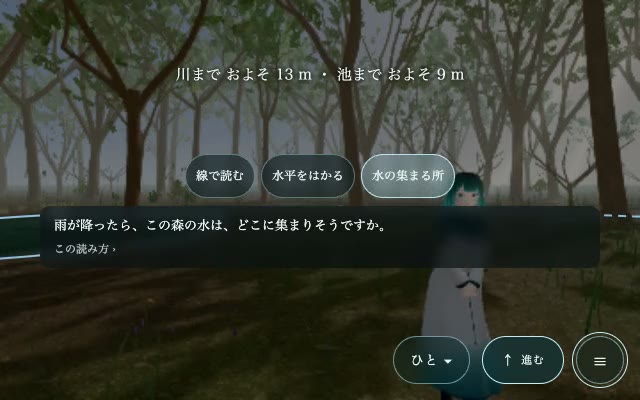 川まで およそ 13 m ・ 池まで およそ 9 m
線で読む 水平をはかる 水の集まる所
雨が降ったら、この森の水は、どこに集まりそうですか。
この読み方 ›
ひと ↑ 進む